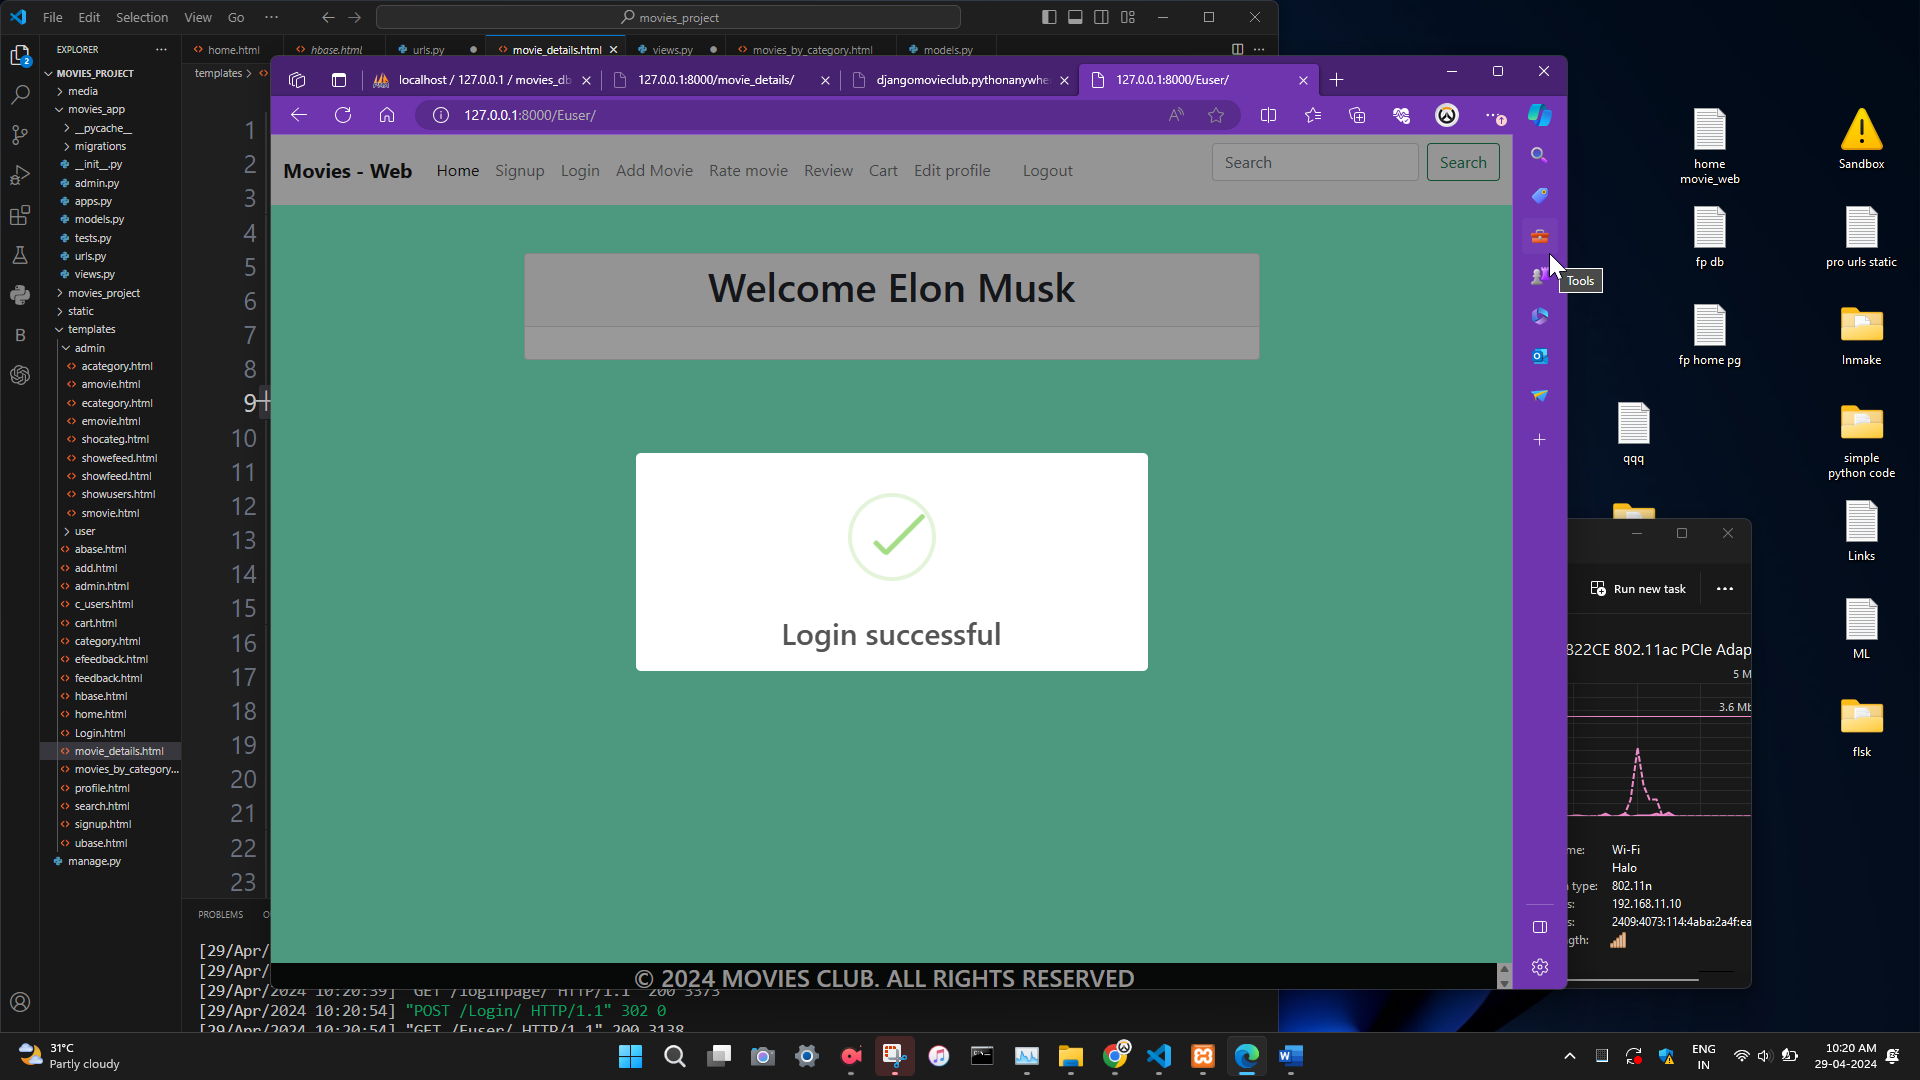 File Edit Selection View Go ···
movies_project
EXPLORER
home.html
hbase.html
urls.py
movie_details.html
views.py
movies_by_category.html
models.py
MOVIES_PROJECT
templates
media
movies_app
__pycache__
migrations
__init__.py
admin.py
apps.py
models.py
tests.py
urls.py
views.py
movies_project
static
templates
admin
acategory.html
amovie.html
ecategory.html
emovie.html
shocateg.html
showefeed.html
showfeed.html
showusers.html
smovie.html
user
abase.html
add.html
admin.html
c_users.html
cart.html
category.html
efeedback.html
feedback.html
hbase.html
home.html
Login.html
movie_details.html
movies_by_category...
profile.html
search.html
signup.html
ubase.html
manage.py
1
2
3
4
5
6
7
8
9
10
11
12
13
14
15
16
17
18
19
20
21
22
23
localhost / 127.0.0.1 / movies_db
127.0.0.1:8000/movie_details/
djangomovieclub.pythonanywhe
127.0.0.1:8000/Euser/
127.0.0.1:8000/Euser/
Movies - Web Home Signup Login Add Movie Rate movie Review Cart Edit profile Logout
Search
Search
Welcome Elon Musk
Login successful
© 2024 MOVIES CLUB. ALL RIGHTS RESERVED
Tools
PROBLEMS
[29/Apr/
[29/Apr/
[29/Apr/2024 10:20:39] "GET /loginpage/ HTTP/1.1" 200 3373
[29/Apr/2024 10:20:54] "POST /Login/ HTTP/1.1" 302 0
[29/Apr/2024 10:20:54] "GET /Euser/ HTTP/1.1" 200 3138
home
movie_web
Sandbox
fp db
pro urls static
fp home pg
Inmake
qqq
simple
python code
Links
ML
flsk
Run new task
822CE 802.11ac PCIe Adap
5 M
3.6 Mb
me: Wi-Fi
Halo
type: 802.11n
s: 192.168.11.10
s: 2409:4073:114:4aba:2a4f:ea
gth:
31°C
Partly cloudy
ENG
IN
10:20 AM
29-04-2024